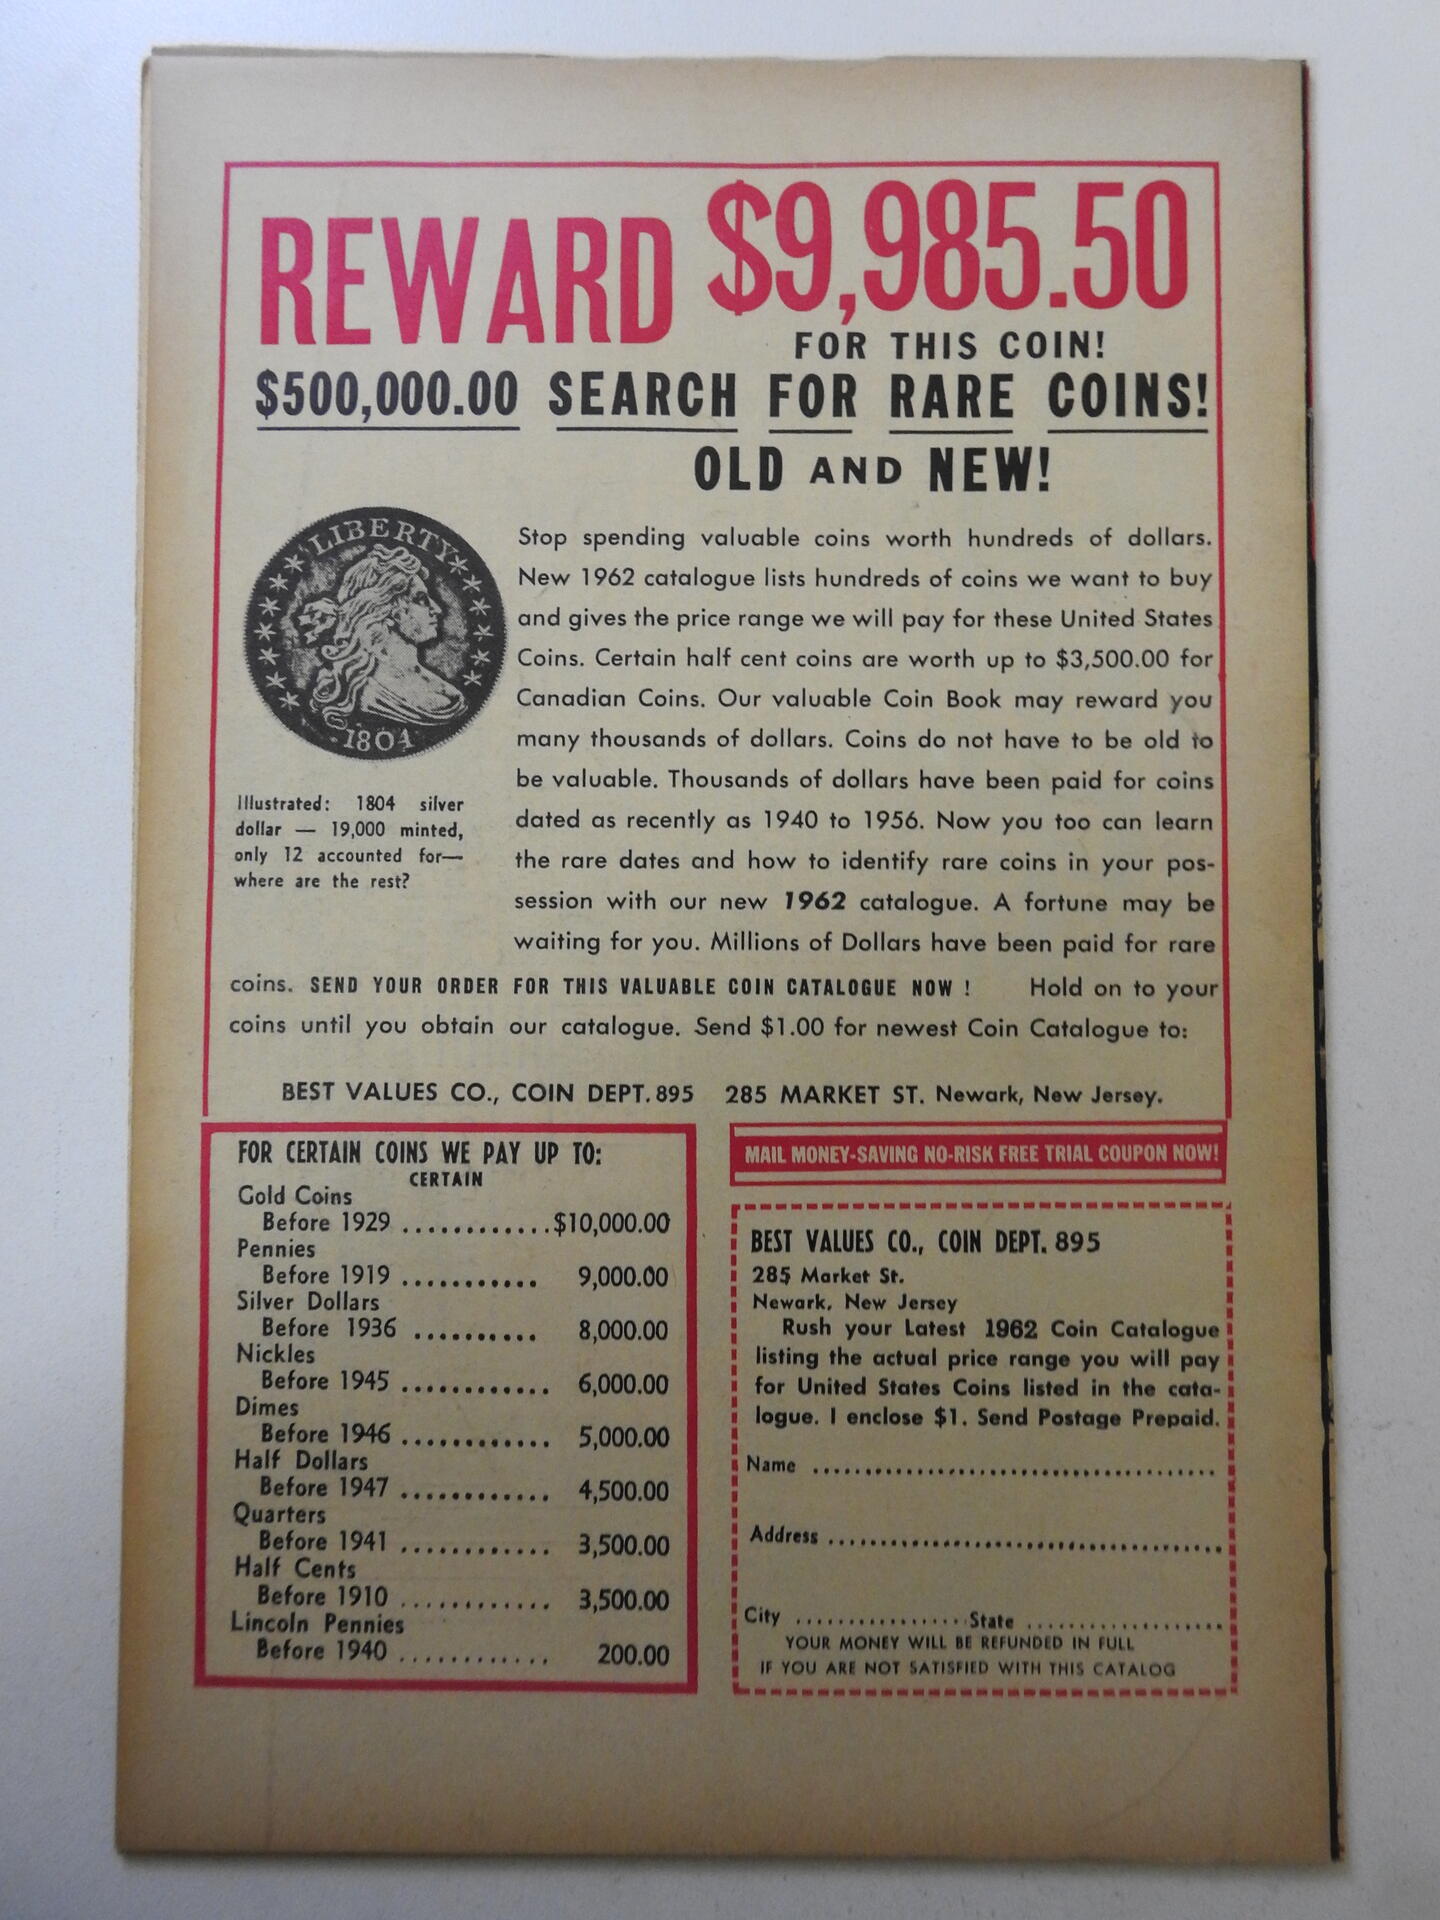 REWARD $9,985.50
FOR THIS COIN!
$500,000.00 SEARCH FOR RARE COINS!
OLD AND NEW!
LIBERTY
1804
Illustrated: 1804 silver
dollar — 19,000 minted,
only 12 accounted for—
where are the rest?
Stop spending valuable coins worth hundreds of dollars.
New 1962 catalogue lists hundreds of coins we want to buy
and gives the price range we will pay for these United States
Coins. Certain half cent coins are worth up to $3,500.00 for
Canadian Coins. Our valuable Coin Book may reward you
many thousands of dollars. Coins do not have to be old to
be valuable. Thousands of dollars have been paid for coins
dated as recently as 1940 to 1956. Now you too can learn
the rare dates and how to identify rare coins in your pos-
session with our new 1962 catalogue. A fortune may be
waiting for you. Millions of Dollars have been paid for rare
coins. SEND YOUR ORDER FOR THIS VALUABLE COIN CATALOGUE NOW ! Hold on to your
coins until you obtain our catalogue. Send $1.00 for newest Coin Catalogue to:
BEST VALUES CO., COIN DEPT. 895 285 MARKET ST. Newark, New Jersey.
FOR CERTAIN COINS WE PAY UP TO:
CERTAIN
Gold Coins
Before 1929 ............$10,000.00
Pennies
Before 1919 ........... 9,000.00
Silver Dollars
Before 1936 .......... 8,000.00
Nickles
Before 1945 ............ 6,000.00
Dimes
Before 1946 ............ 5,000.00
Half Dollars
Before 1947 ............ 4,500.00
Quarters
Before 1941 ............ 3,500.00
Half Cents
Before 1910 ............ 3,500.00
Lincoln Pennies
Before 1940 ............ 200.00
MAIL MONEY-SAVING NO-RISK FREE TRIAL COUPON NOW!
BEST VALUES CO., COIN DEPT. 895
285 Market St.
Newark, New Jersey
Rush your Latest 1962 Coin Catalogue
listing the actual price range you will pay
for United States Coins listed in the cata-
logue. I enclose $1. Send Postage Prepaid.
Name ........................................
Address .......................................
City .................State ....................
YOUR MONEY WILL BE REFUNDED IN FULL
IF YOU ARE NOT SATISFIED WITH THIS CATALOG